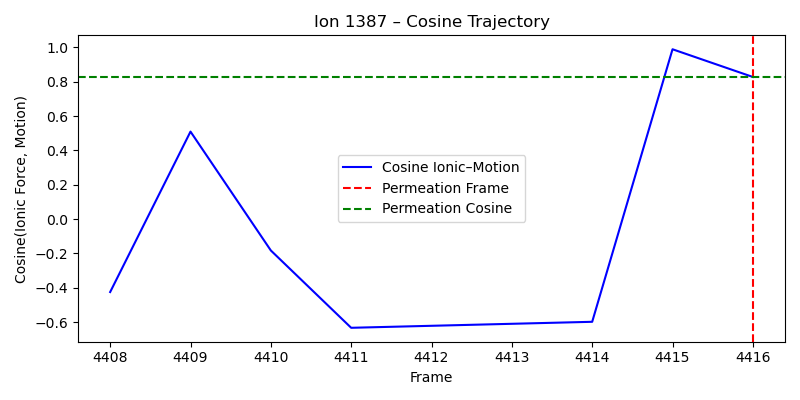 Ion 1387 – Cosine Trajectory
Cosine(Ionic Force, Motion)
1.0
0.8
0.6
0.4
0.2
0.0
−0.2
−0.4
−0.6
Cosine Ionic–Motion
Permeation Frame
Permeation Cosine
4408 4409 4410 4411 4412 4413 4414 4415 4416
Frame